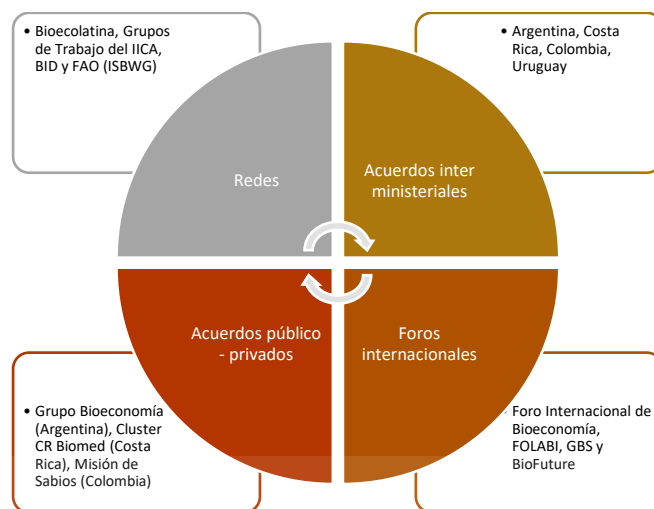 • Bioecolatina, Grupos
de Trabajo del IICA,
BID y FAO (ISBWG)
• Argentina, Costa
Rica, Colombia,
Uruguay
Redes
Acuerdos inter
ministeriales
Acuerdos público
- privados
Foros
internacionales
• Grupo Bioeconomía
(Argentina), Cluster
CR Biomed (Costa
Rica), Misión de
Sabios (Colombia)
• Foro Internacional de
Bioeconomía,
FOLABI, GBS y
BioFuture